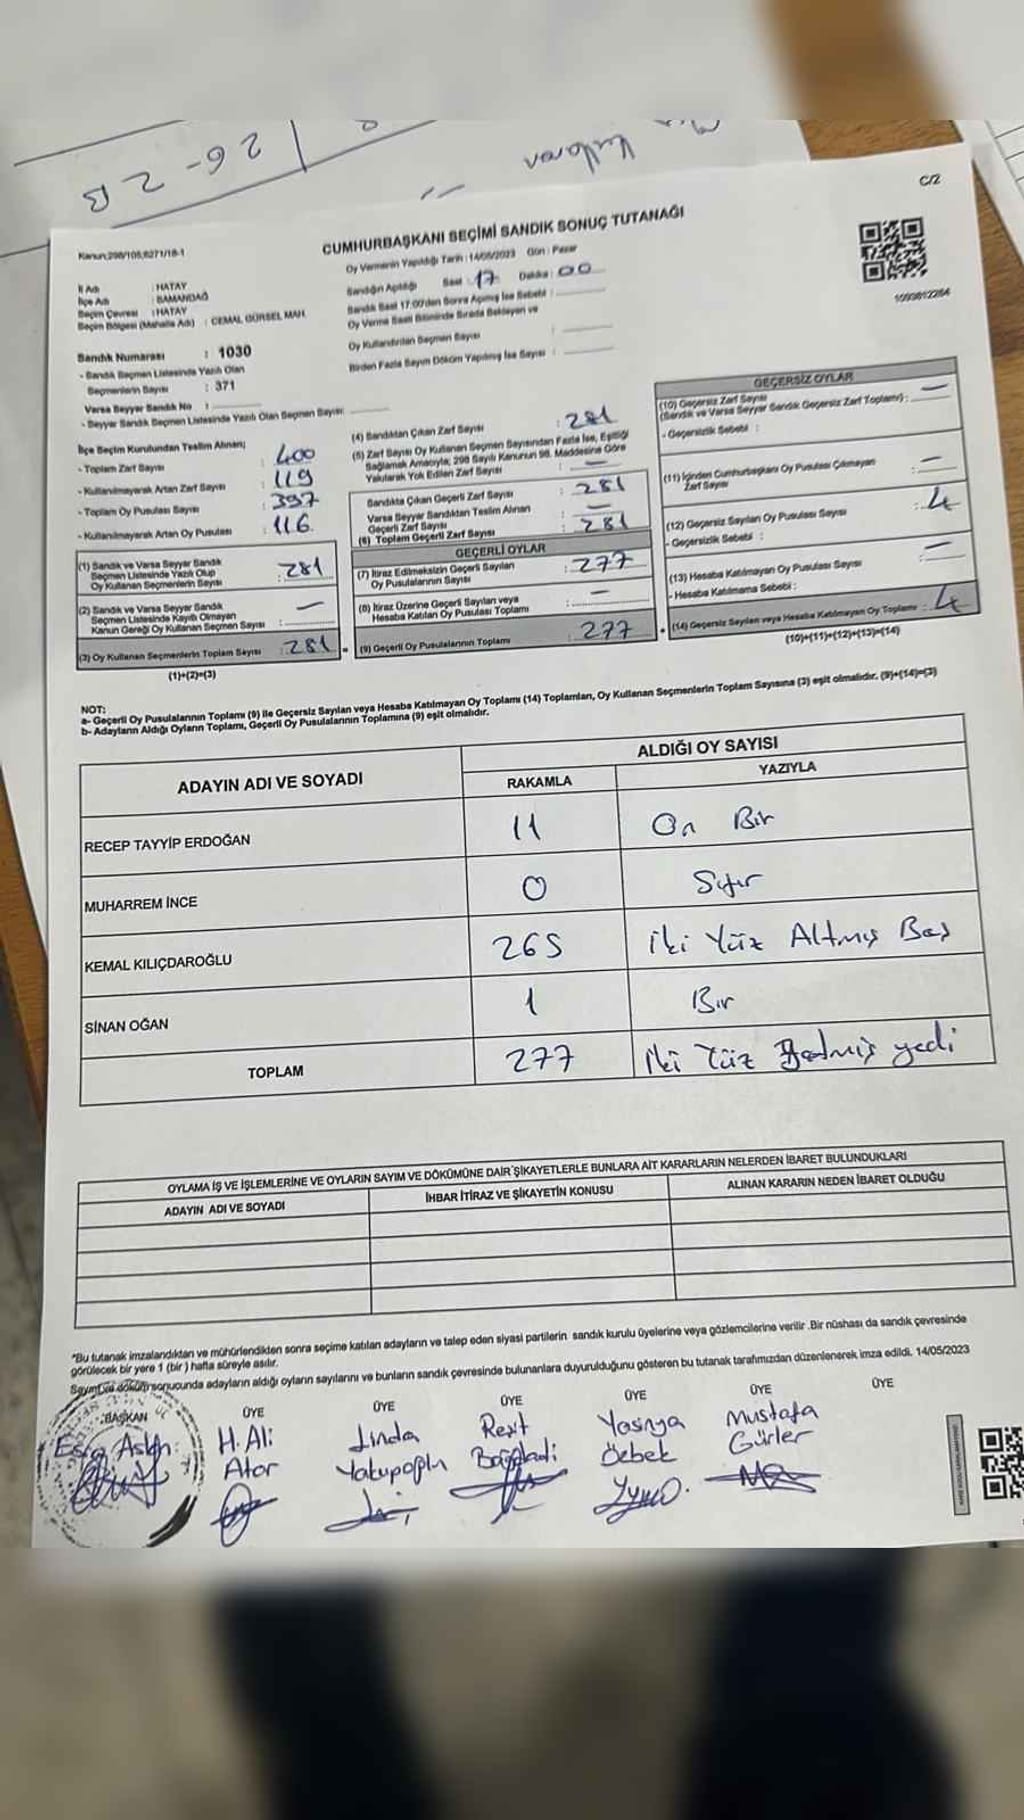 26-2B
Kullanan
C/2
CUMHURBAŞKANI SEÇİMİ SANDIK SONUÇ TUTANAĞI
Kanun:298/105,6271/18-1
Oy Vermenin Yapıldığı Tarih : 14/05/2023 Gün : Pazar
Sandığın Açıldığı Saat : 17 Dakika : 00
Sandık Saat 17:00'den Sonra Açılmış İse Sebebi :
Oy Verme Saati Bitiminde Sırada Bekleyen ve
Oy Kullandırılan Seçmen Sayısı :
Birden Fazla Sayım Döküm Yapılmış İse Sayısı :
1093612264
İl Adı : HATAY
İlçe Adı : SAMANDAĞ
Seçim Çevresi : HATAY
Seçim Bölgesi (Mahalle Adı) : CEMAL GÜRSEL MAH.
Sandık Numarası : 1030
- Sandık Seçmen Listesinde Yazılı Olan
Seçmenlerin Sayısı : 371
Varsa Seyyar Sandık No :
- Seyyar Sandık Seçmen Listesinde Yazılı Olan Seçmen Sayısı:
İlçe Seçim Kurulundan Teslim Alınan;
- Toplam Zarf Sayısı : 400
- Kullanılmayarak Artan Zarf Sayısı : 119
- Toplam Oy Pusulası Sayısı : 397
- Kullanılmayarak Artan Oy Pusulası : 116
(1) Sandık ve Varsa Seyyar Sandık
Seçmen Listesinde Yazılı Olup
Oy Kullanan Seçmenlerin Sayısı : 281
(2) Sandık ve Varsa Seyyar Sandık
Seçmen Listesinde Kayıtlı Olmayan
Kanun Gereği Oy Kullanan Seçmen Sayısı : —
(3) Oy Kullanan Seçmenlerin Toplam Sayısı : 281
(1)+(2)=(3)
(4) Sandıktan Çıkan Zarf Sayısı : 281
(5) Zarf Sayısı Oy Kullanan Seçmen Sayısından Fazla İse, Eşitliği
Sağlamak Amacıyla; 298 Sayılı Kanunun 98. Maddesine Göre
Yakılarak Yok Edilen Zarf Sayısı : —
Sandıkta Çıkan Geçerli Zarf Sayısı : 281
Varsa Seyyar Sandıktan Teslim Alınan
Geçerli Zarf Sayısı : —
(6) Toplam Geçerli Zarf Sayısı : 281
GEÇERLİ OYLAR
(7) İtiraz Edilmeksizin Geçerli Sayılan
Oy Pusulalarının Sayısı : 277
(8) İtiraz Üzerine Geçerli Sayılan veya
Hesaba Katılan Oy Pusulası Toplamı : —
(9) Geçerli Oy Pusulalarının Toplamı : 277
GEÇERSİZ OYLAR
(10) Geçersiz Zarf Sayısı
(Sandık ve Varsa Seyyar Sandık Geçersiz Zarf Toplamı) : —
- Geçersizlik Sebebi :
(11) İçinden Cumhurbaşkanı Oy Pusulası Çıkmayan
Zarf Sayısı : —
(12) Geçersiz Sayılan Oy Pusulası Sayısı : 4
- Geçersizlik Sebebi :
(13) Hesaba Katılmayan Oy Pusulası Sayısı : —
- Hesaba Katılmama Sebebi :
(14) Geçersiz Sayılan veya Hesaba Katılmayan Oy Toplamı : 4
(10)+(11)+(12)+(13)=(14)
NOT:
a- Geçerli Oy Pusulalarının Toplamı (9) ile Geçersiz Sayılan veya Hesaba Katılmayan Oy Toplamı (14) Toplamları, Oy Kullanan Seçmenlerin Toplam Sayısına (3) eşit olmalıdır. (9)+(14)=(3)
b- Adayların Aldığı Oyların Toplamı, Geçerli Oy Pusulalarının Toplamına (9) eşit olmalıdır.
ADAYIN ADI VE SOYADI
ALDIĞI OY SAYISI
RAKAMLA YAZIYLA
RECEP TAYYİP ERDOĞAN 11 On Bir
MUHARREM İNCE 0 Sıfır
KEMAL KILIÇDAROĞLU 265 İki Yüz Altmış Beş
SİNAN OĞAN 1 Bir
TOPLAM 277 İki Yüz Yetmiş yedi
OYLAMA İŞ VE İŞLEMLERİNE VE OYLARIN SAYIM VE DÖKÜMÜNE DAİR ŞİKAYETLERLE BUNLARA AİT KARARLARIN NELERDEN İBARET BULUNDUKLARI
ADAYIN ADI VE SOYADI İHBAR İTİRAZ VE ŞİKAYETİN KONUSU ALINAN KARARIN NEDEN İBARET OLDUĞU
*Bu tutanak imzalandıktan ve mühürlendikten sonra seçime katılan adayların ve talep eden siyasi partilerin sandık kurulu üyelerine veya gözlemcilerine verilir .Bir nüshası da sandık çevresinde
görülecek bir yere 1 (bir ) hafta süreyle asılır.
Sayım ve döküm sonucunda adayların aldığı oyların sayılarını ve bunların sandık çevresinde bulunanlara duyurulduğunu gösteren bu tutanak tarafımızdan düzenlenerek imza edildi. 14/05/2023
BAŞKAN ÜYE ÜYE ÜYE ÜYE ÜYE ÜYE
Esra Aslan H. Ali Linda Resit Yasinya Mustafa
Ator Yakupoğlu Özbek Gürler